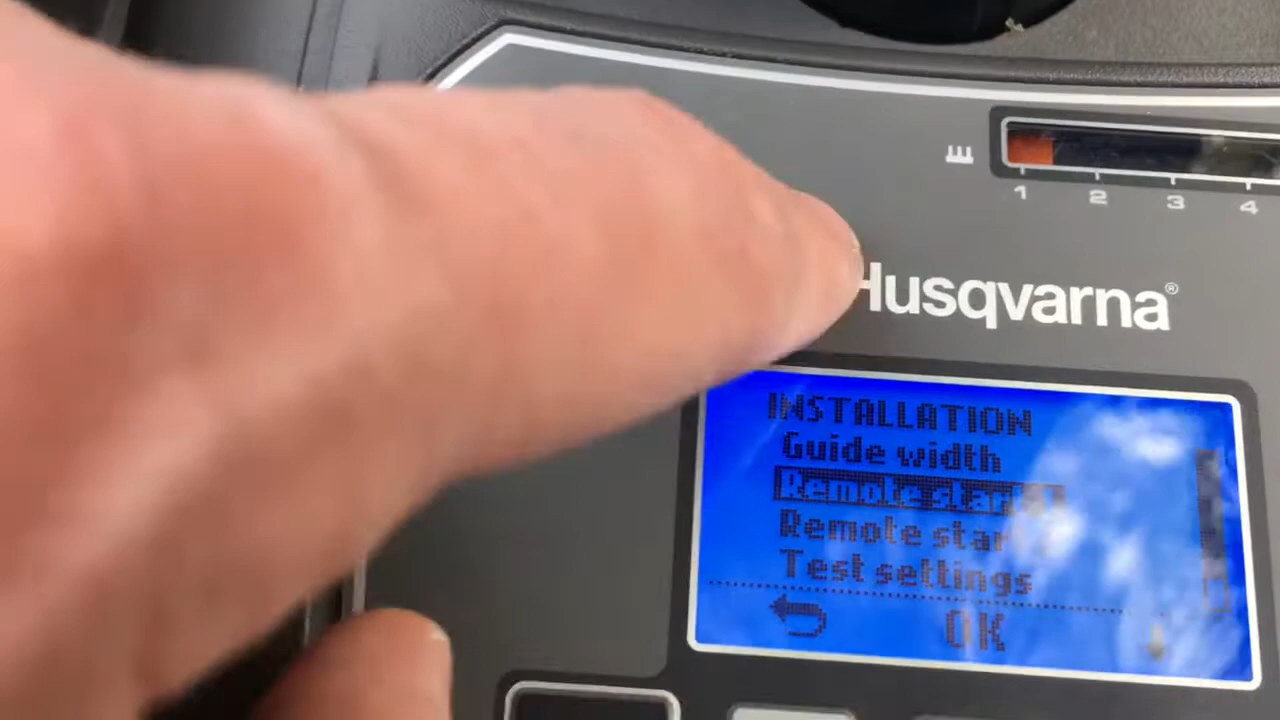 1 2 3 4
Husqvarna®
INSTALLATION
Guide width
Remote start
Remote start
Test settings
OK